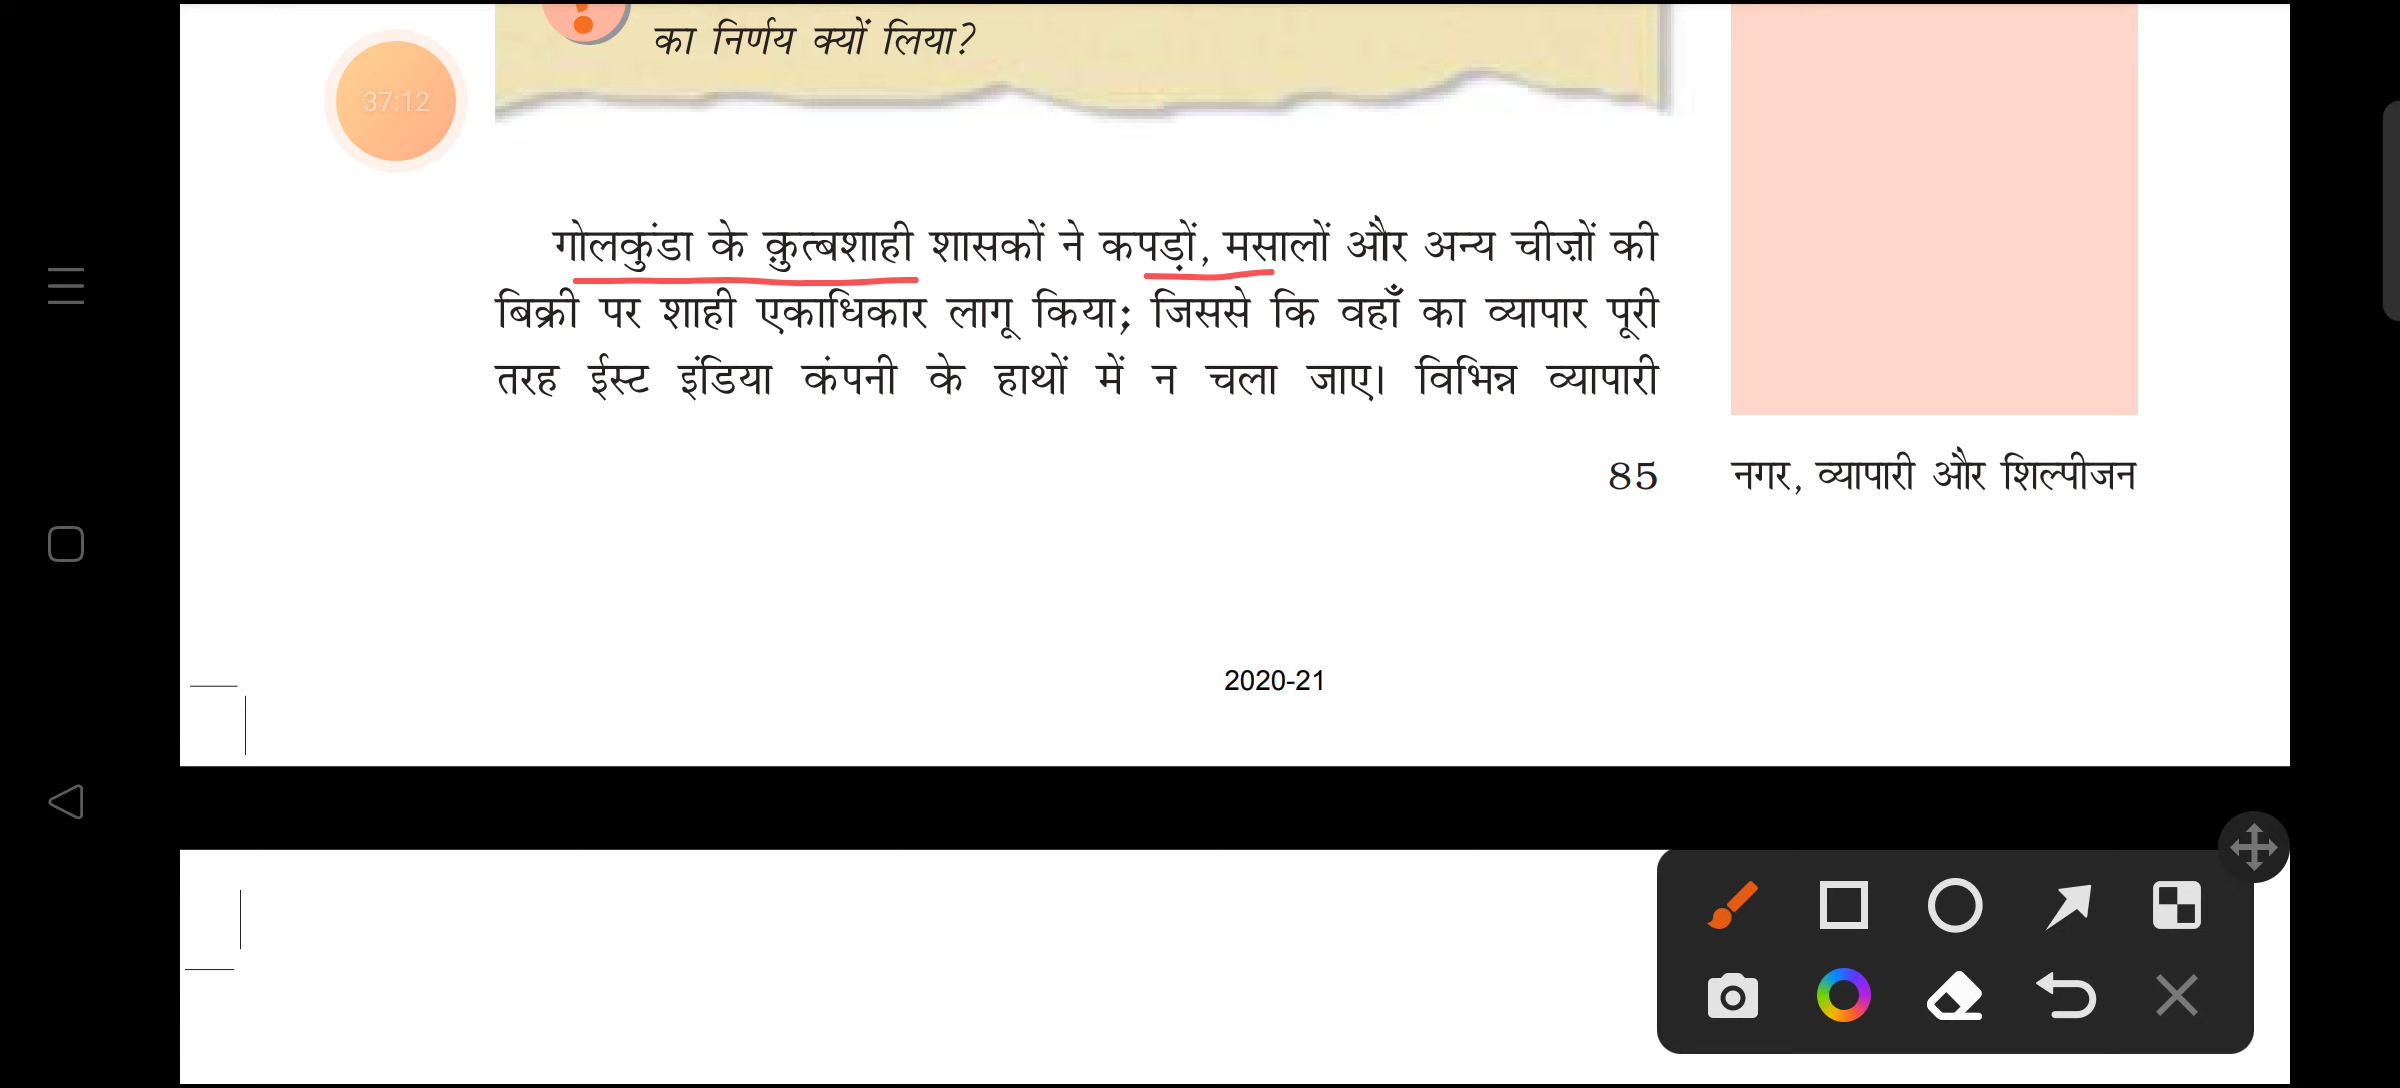 का निर्णय क्यों लिया?
37:12
गोलकुंडा के क़ुत्बशाही शासकों ने कपड़ों, मसालों और अन्य चीज़ों की
बिक्री पर शाही एकाधिकार लागू किया; जिससे कि वहाँ का व्यापार पूरी
तरह ईस्ट इंडिया कंपनी के हाथों में न चला जाए। विभिन्न व्यापारी
85 नगर, व्यापारी और शिल्पीजन
2020-21